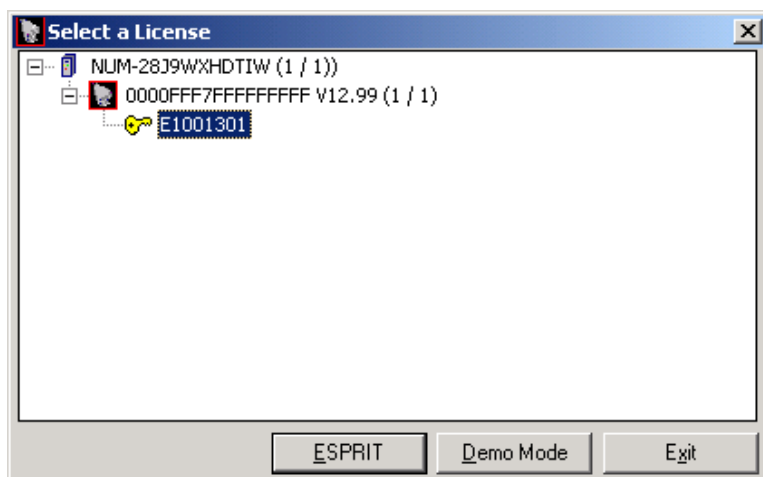 Select a License
NUM-28J9WXHDTIW (1 / 1))
0000FFF7FFFFFFFFF V12.99 (1 / 1)
E1001301
ESPRIT Demo Mode Exit